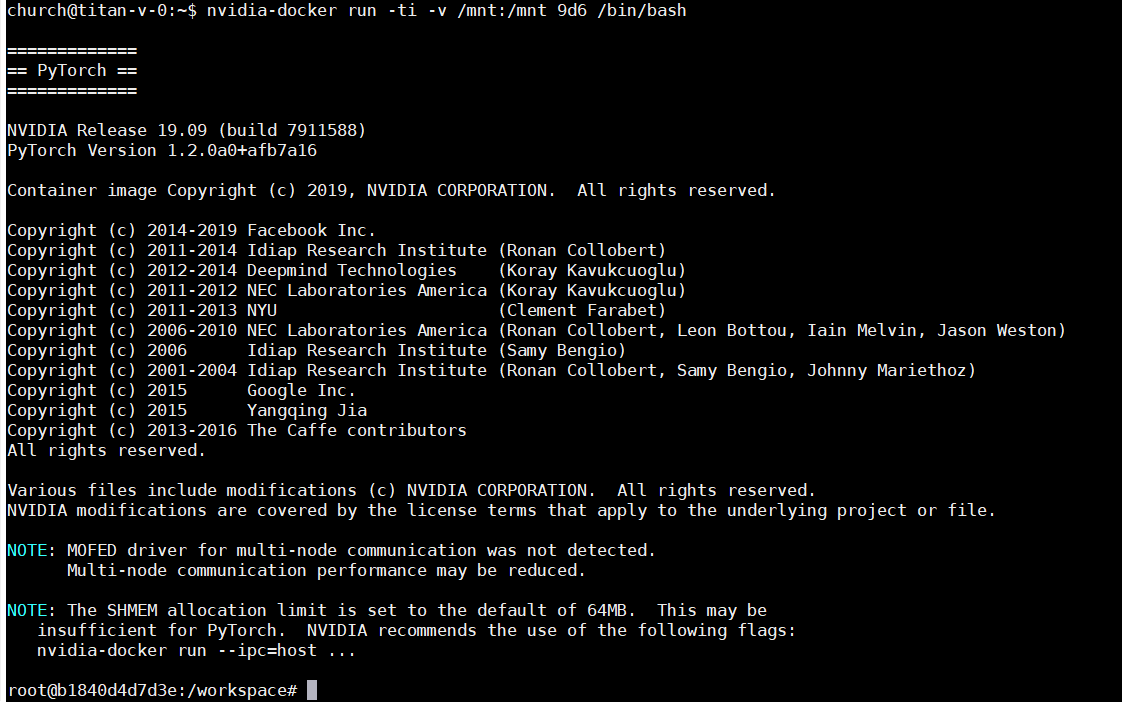 church@titan-v-0:~$ nvidia-docker run -ti -v /mnt:/mnt 9d6 /bin/bash
=============
== PyTorch ==
=============
NVIDIA Release 19.09 (build 7911588)
PyTorch Version 1.2.0a0+afb7a16
Container image Copyright (c) 2019, NVIDIA CORPORATION.  All rights reserved.
Copyright (c) 2014-2019 Facebook Inc.
Copyright (c) 2011-2014 Idiap Research Institute (Ronan Collobert)
Copyright (c) 2012-2014 Deepmind Technologies    (Koray Kavukcuoglu)
Copyright (c) 2011-2012 NEC Laboratories America (Koray Kavukcuoglu)
Copyright (c) 2011-2013 NYU                      (Clement Farabet)
Copyright (c) 2006-2010 NEC Laboratories America (Ronan Collobert, Leon Bottou, Iain Melvin, Jason Weston)
Copyright (c) 2006      Idiap Research Institute (Samy Bengio)
Copyright (c) 2001-2004 Idiap Research Institute (Ronan Collobert, Samy Bengio, Johnny Mariethoz)
Copyright (c) 2015      Google Inc.
Copyright (c) 2015      Yangqing Jia
Copyright (c) 2013-2016 The Caffe contributors
All rights reserved.
Various files include modifications (c) NVIDIA CORPORATION.  All rights reserved.
NVIDIA modifications are covered by the license terms that apply to the underlying project or file.
NOTE: MOFED driver for multi-node communication was not detected.
      Multi-node communication performance may be reduced.
NOTE: The SHMEM allocation limit is set to the default of 64MB.  This may be
   insufficient for PyTorch.  NVIDIA recommends the use of the following flags:
   nvidia-docker run --ipc=host ...
root@b1840d4d7d3e:/workspace#